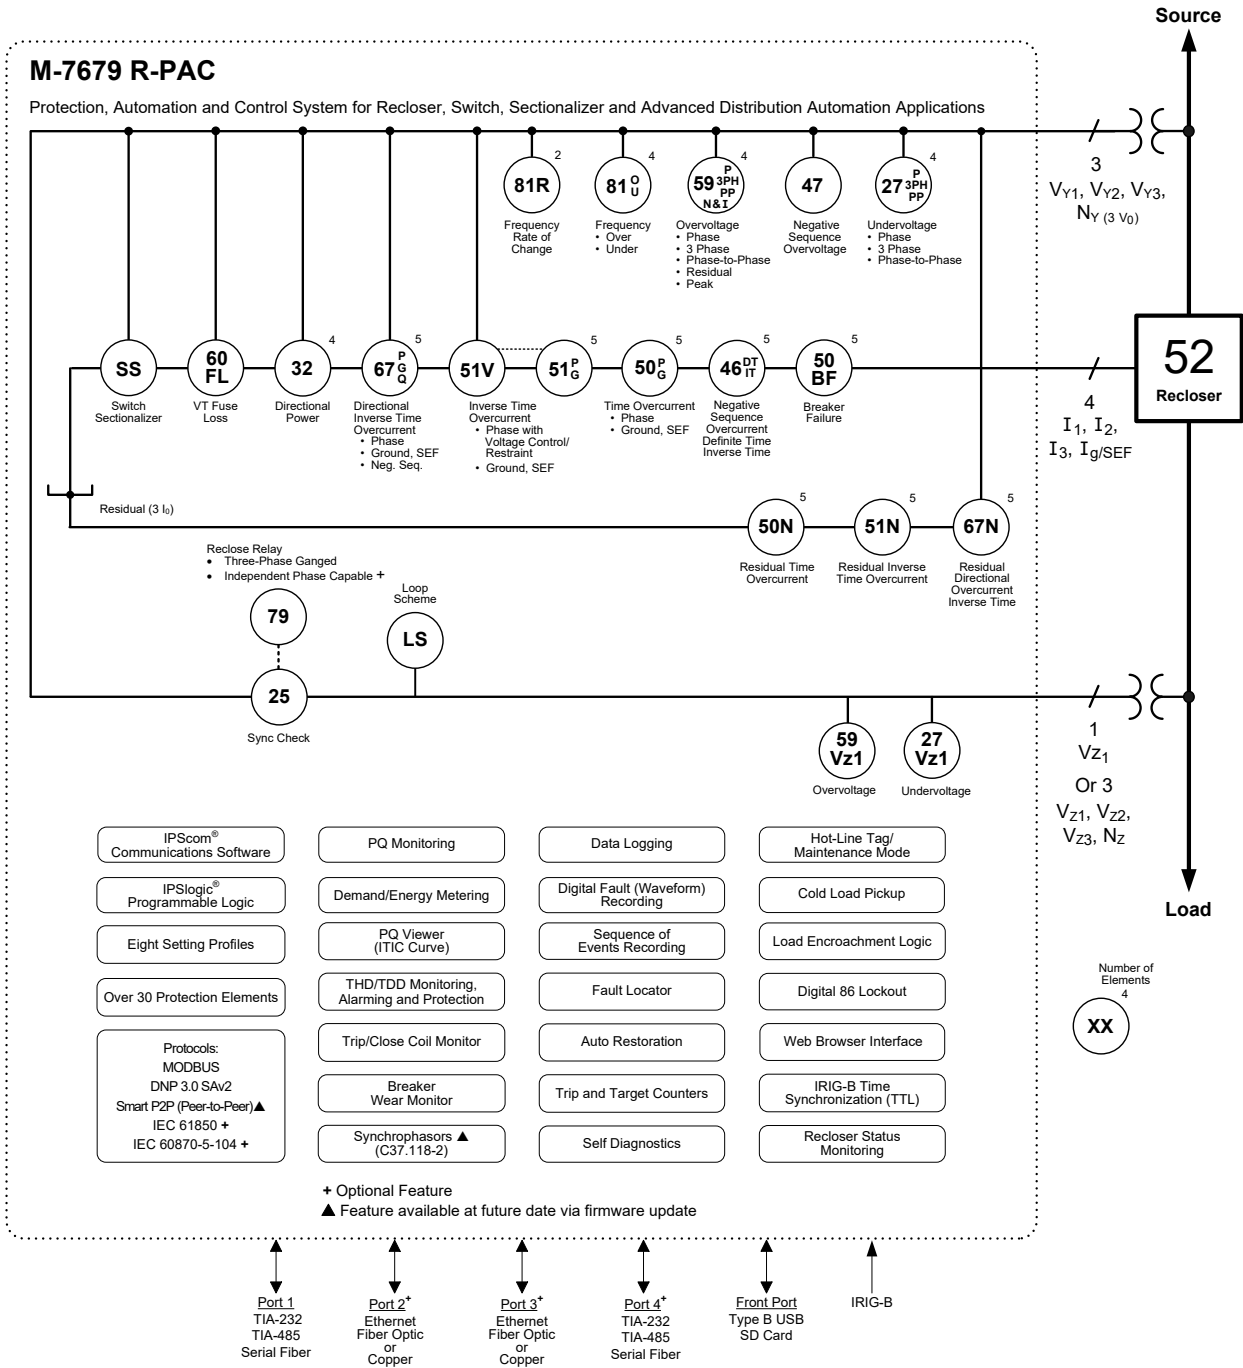 Source
M-7679 R-PAC
Protection, Automation and Control System for Recloser, Switch, Sectionalizer and Advanced Distribution Automation Applications
3
VY1, VY2, VY3,
NY (3 V0)
2
81R
Frequency
Rate of
Change
4
81 O
U
Frequency
• Over
• Under
4
59 P
3PH
PP
N & I
Overvoltage
• Phase
• 3 Phase
• Phase-to-Phase
• Residual
• Peak
47
Negative
Sequence
Overvoltage
4
27 P
3PH
PP
Undervoltage
• Phase
• 3 Phase
• Phase-to-Phase
52
Recloser
4
I1, I2,
I3, Ig/SEF
SS
Switch
Sectionalizer
60
FL
VT Fuse
Loss
4
32
Directional
Power
5
67 P
G
Q
Directional
Inverse Time
Overcurrent
• Phase
• Ground, SEF
• Neg. Seq.
51V
Inverse Time
Overcurrent
• Phase with
Voltage Control/
Restraint
• Ground, SEF
5
51 P
G
5
50 P
G
Time Overcurrent
• Phase
• Ground, SEF
5
46 DT
IT
Negative
Sequence
Overcurrent
Definite Time
Inverse Time
5
50
BF
Breaker
Failure
Residual (3 I0)
5
50N
Residual Time
Overcurrent
5
51N
Residual Inverse
Time Overcurrent
5
67N
Residual
Directional
Overcurrent
Inverse Time
Reclose Relay
• Three-Phase Ganged
• Independent Phase Capable +
79
Loop
Scheme
LS
25
Sync Check
59
Vz1
Overvoltage
27
Vz1
Undervoltage
1
VZ1
Or 3
VZ1, VZ2,
VZ3, NZ
Load
IPScom®
Communications Software
PQ Monitoring
Data Logging
Hot-Line Tag/
Maintenance Mode
IPSlogic®
Programmable Logic
Demand/Energy Metering
Digital Fault (Waveform)
Recording
Cold Load Pickup
Eight Setting Profiles
PQ Viewer
(ITIC Curve)
Sequence of
Events Recording
Load Encroachment Logic
Over 30 Protection Elements
THD/TDD Monitoring,
Alarming and Protection
Fault Locator
Digital 86 Lockout
Number of
Elements
4
XX
Protocols:
MODBUS
DNP 3.0 SAv2
Smart P2P (Peer-to-Peer)▲
IEC 61850 +
IEC 60870-5-104 +
Trip/Close Coil Monitor
Auto Restoration
Web Browser Interface
Breaker
Wear Monitor
Trip and Target Counters
IRIG-B Time
Synchronization (TTL)
Synchrophasors ▲
(C37.118-2)
Self Diagnostics
Recloser Status
Monitoring
+ Optional Feature
▲ Feature available at future date via firmware update
Port 1
TIA-232
TIA-485
Serial Fiber
Port 2+
Ethernet
Fiber Optic
or
Copper
Port 3+
Ethernet
Fiber Optic
or
Copper
Port 4+
TIA-232
TIA-485
Serial Fiber
Front Port
Type B USB
SD Card
IRIG-B